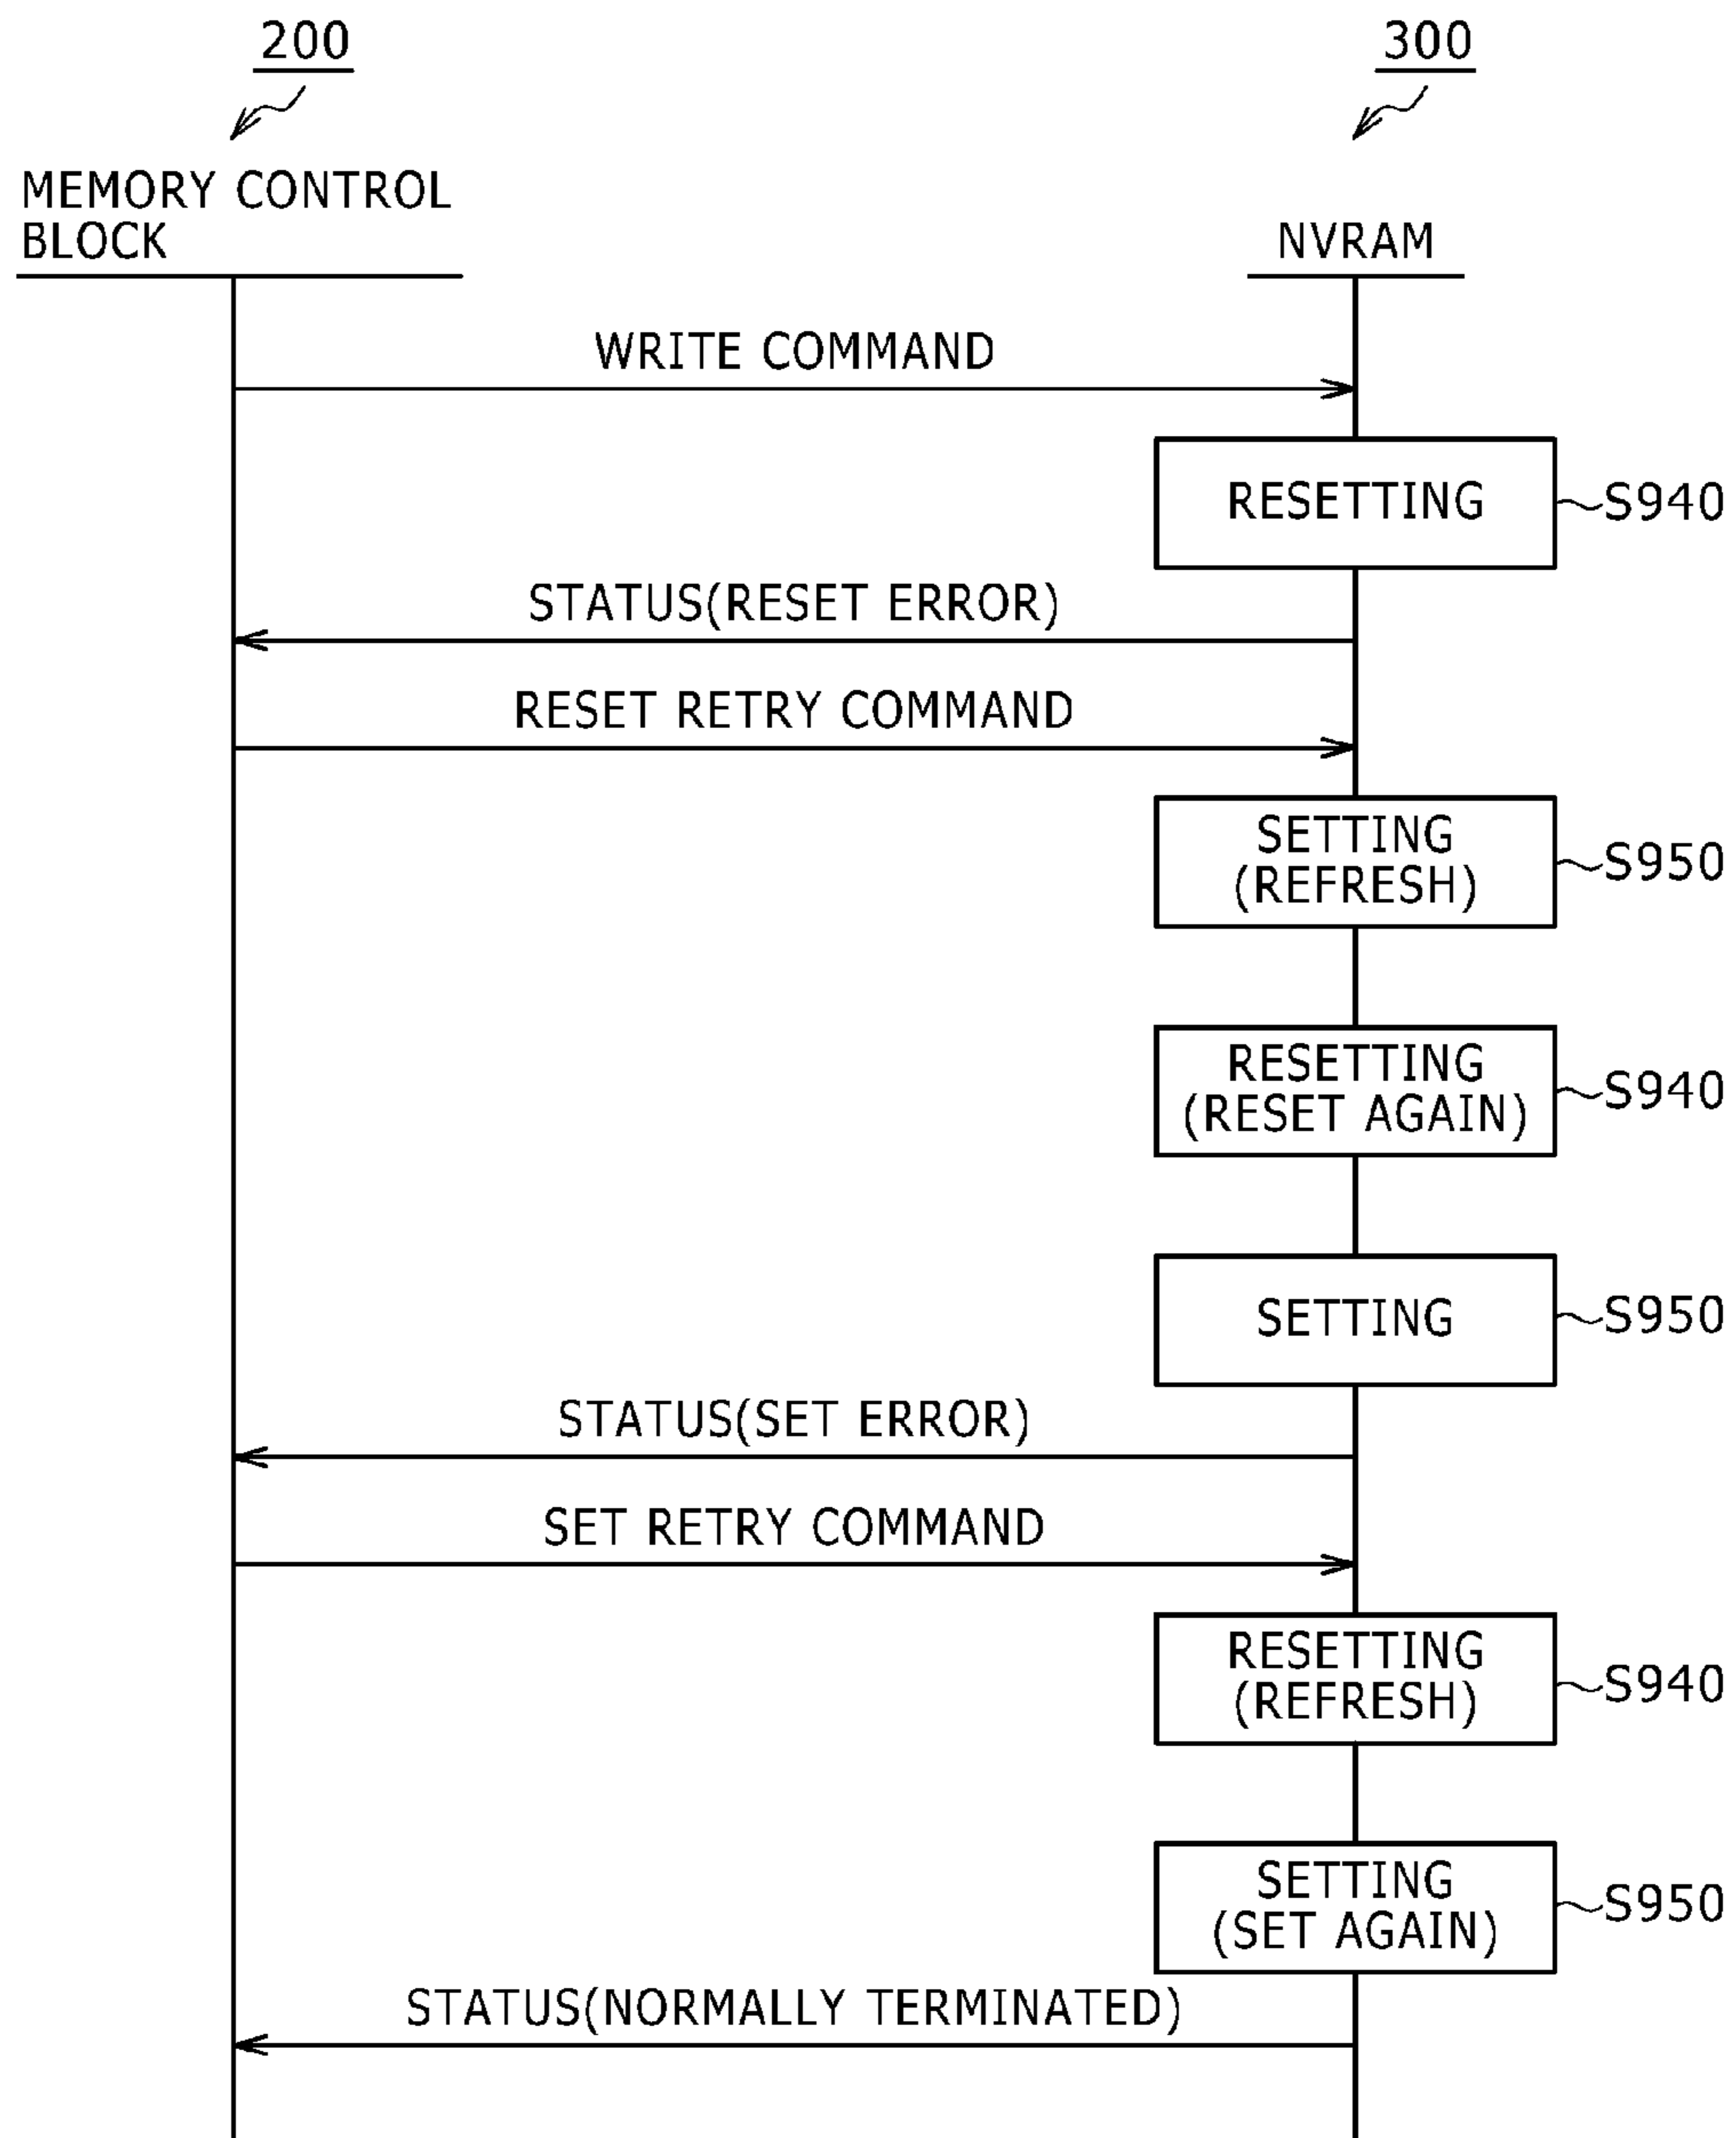 200
300
MEMORY CONTROL
BLOCK
NVRAM
WRITE COMMAND
RESETTING
S940
STATUS(RESET ERROR)
RESET RETRY COMMAND
SETTING
(REFRESH)
S950
RESETTING
(RESET AGAIN)
S940
SETTING
S950
STATUS(SET ERROR)
SET RETRY COMMAND
RESETTING
(REFRESH)
S940
SETTING
(SET AGAIN)
S950
STATUS(NORMALLY TERMINATED)